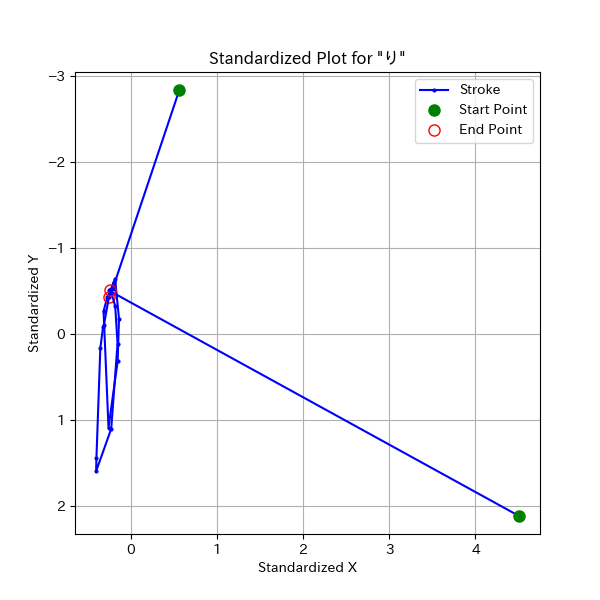 Standardized Plot for "り"
Stroke
Start Point
End Point
−3
−2
−1
0
1
2
Standardized Y
0 1 2 3 4
Standardized X